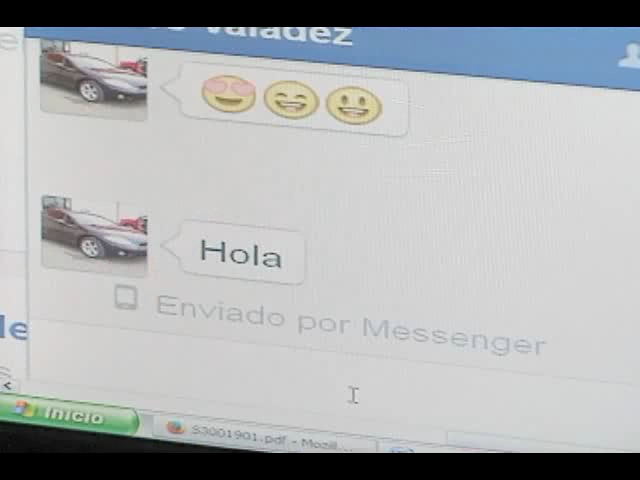 Valadez
Hola
Enviado por Messenger
Inicio
S3001901.pdf - Mozil...